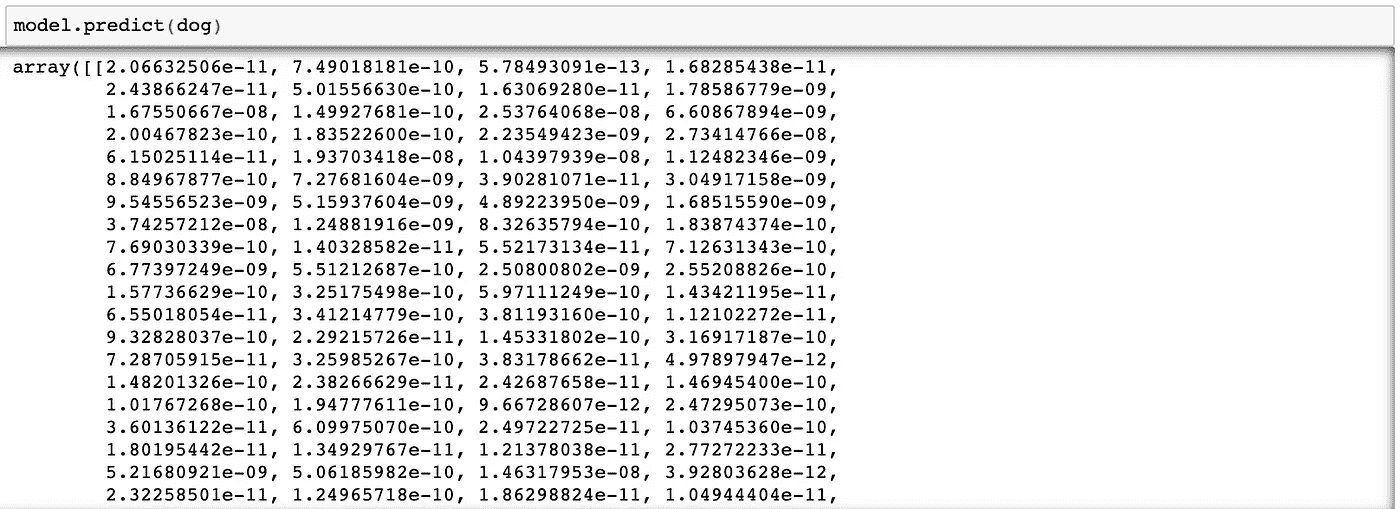 model.predict(dog)
array([[2.06632506e-11, 7.49018181e-10, 5.78493091e-13, 1.68285438e-11,
2.43866247e-11, 5.01556630e-10, 1.63069280e-11, 1.78586779e-09,
1.67550667e-08, 1.49927681e-10, 2.53764068e-08, 6.60867894e-09,
2.00467823e-10, 1.83522600e-10, 2.23549423e-09, 2.73414766e-08,
6.15025114e-11, 1.93703418e-08, 1.04397939e-08, 1.12482346e-09,
8.84967877e-10, 7.27681604e-09, 3.90281071e-11, 3.04917158e-09,
9.54556523e-09, 5.15937604e-09, 4.89223950e-09, 1.68515590e-09,
3.74257212e-08, 1.24881916e-09, 8.32635794e-10, 1.83874374e-10,
7.69030339e-10, 1.40328582e-11, 5.52173134e-11, 7.12631343e-10,
6.77397249e-09, 5.51212687e-10, 2.50800802e-09, 2.55208826e-10,
1.57736629e-10, 3.25175498e-10, 5.97111249e-10, 1.43421195e-11,
6.55018054e-11, 3.41214779e-10, 3.81193160e-10, 1.12102272e-11,
9.32828037e-10, 2.29215726e-11, 1.45331802e-10, 3.16917187e-10,
7.28705915e-11, 3.25985267e-10, 3.83178662e-11, 4.97897947e-12,
1.48201326e-10, 2.38266629e-11, 2.42687658e-11, 1.46945400e-10,
1.01767268e-10, 1.94777611e-10, 9.66728607e-12, 2.47295073e-10,
3.60136122e-11, 6.09975070e-10, 2.49722725e-11, 1.03745360e-10,
1.80195442e-11, 1.34929767e-11, 1.21378038e-11, 2.77272233e-11,
5.21680921e-09, 5.06185982e-10, 1.46317953e-08, 3.92803628e-12,
2.32258501e-11, 1.24965718e-10, 1.86298824e-11, 1.04944404e-11,